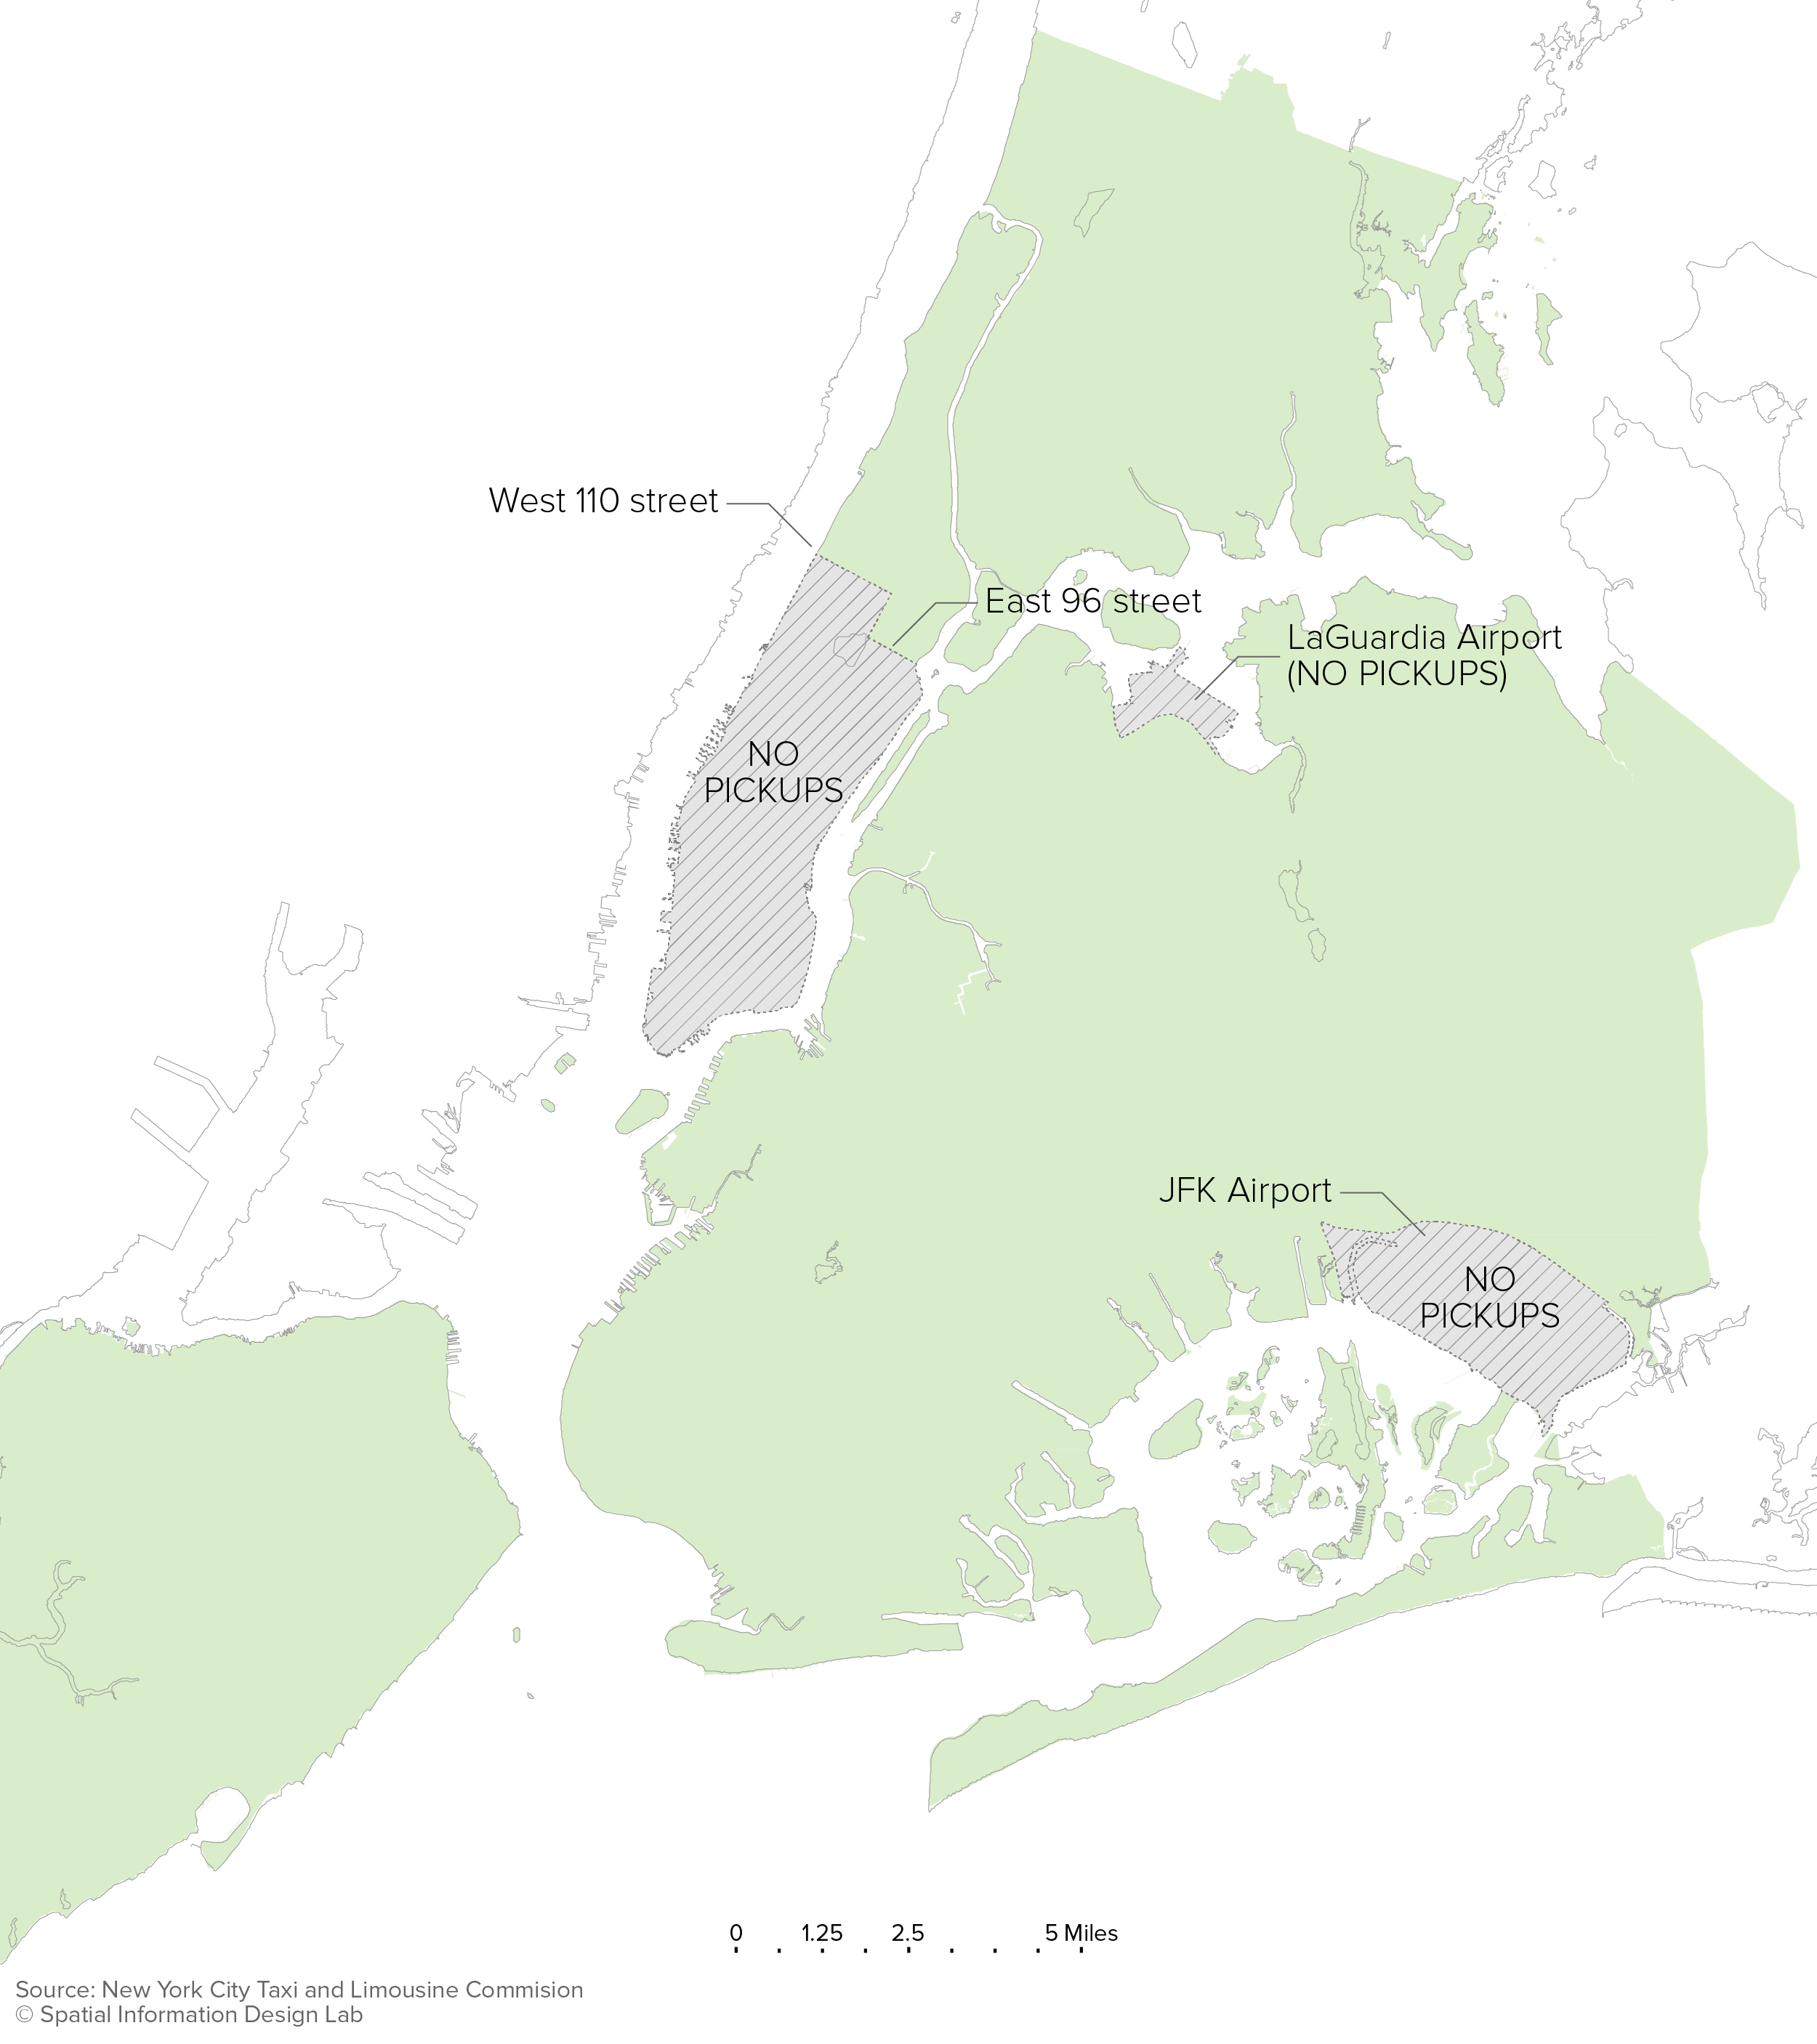 West 110 street
East 96 street
LaGuardia Airport
(NO PICKUPS)
NO
PICKUPS
JFK Airport
NO
PICKUPS
0 1.25 2.5 5 Miles
Source: New York City Taxi and Limousine Commision
© Spatial Information Design Lab